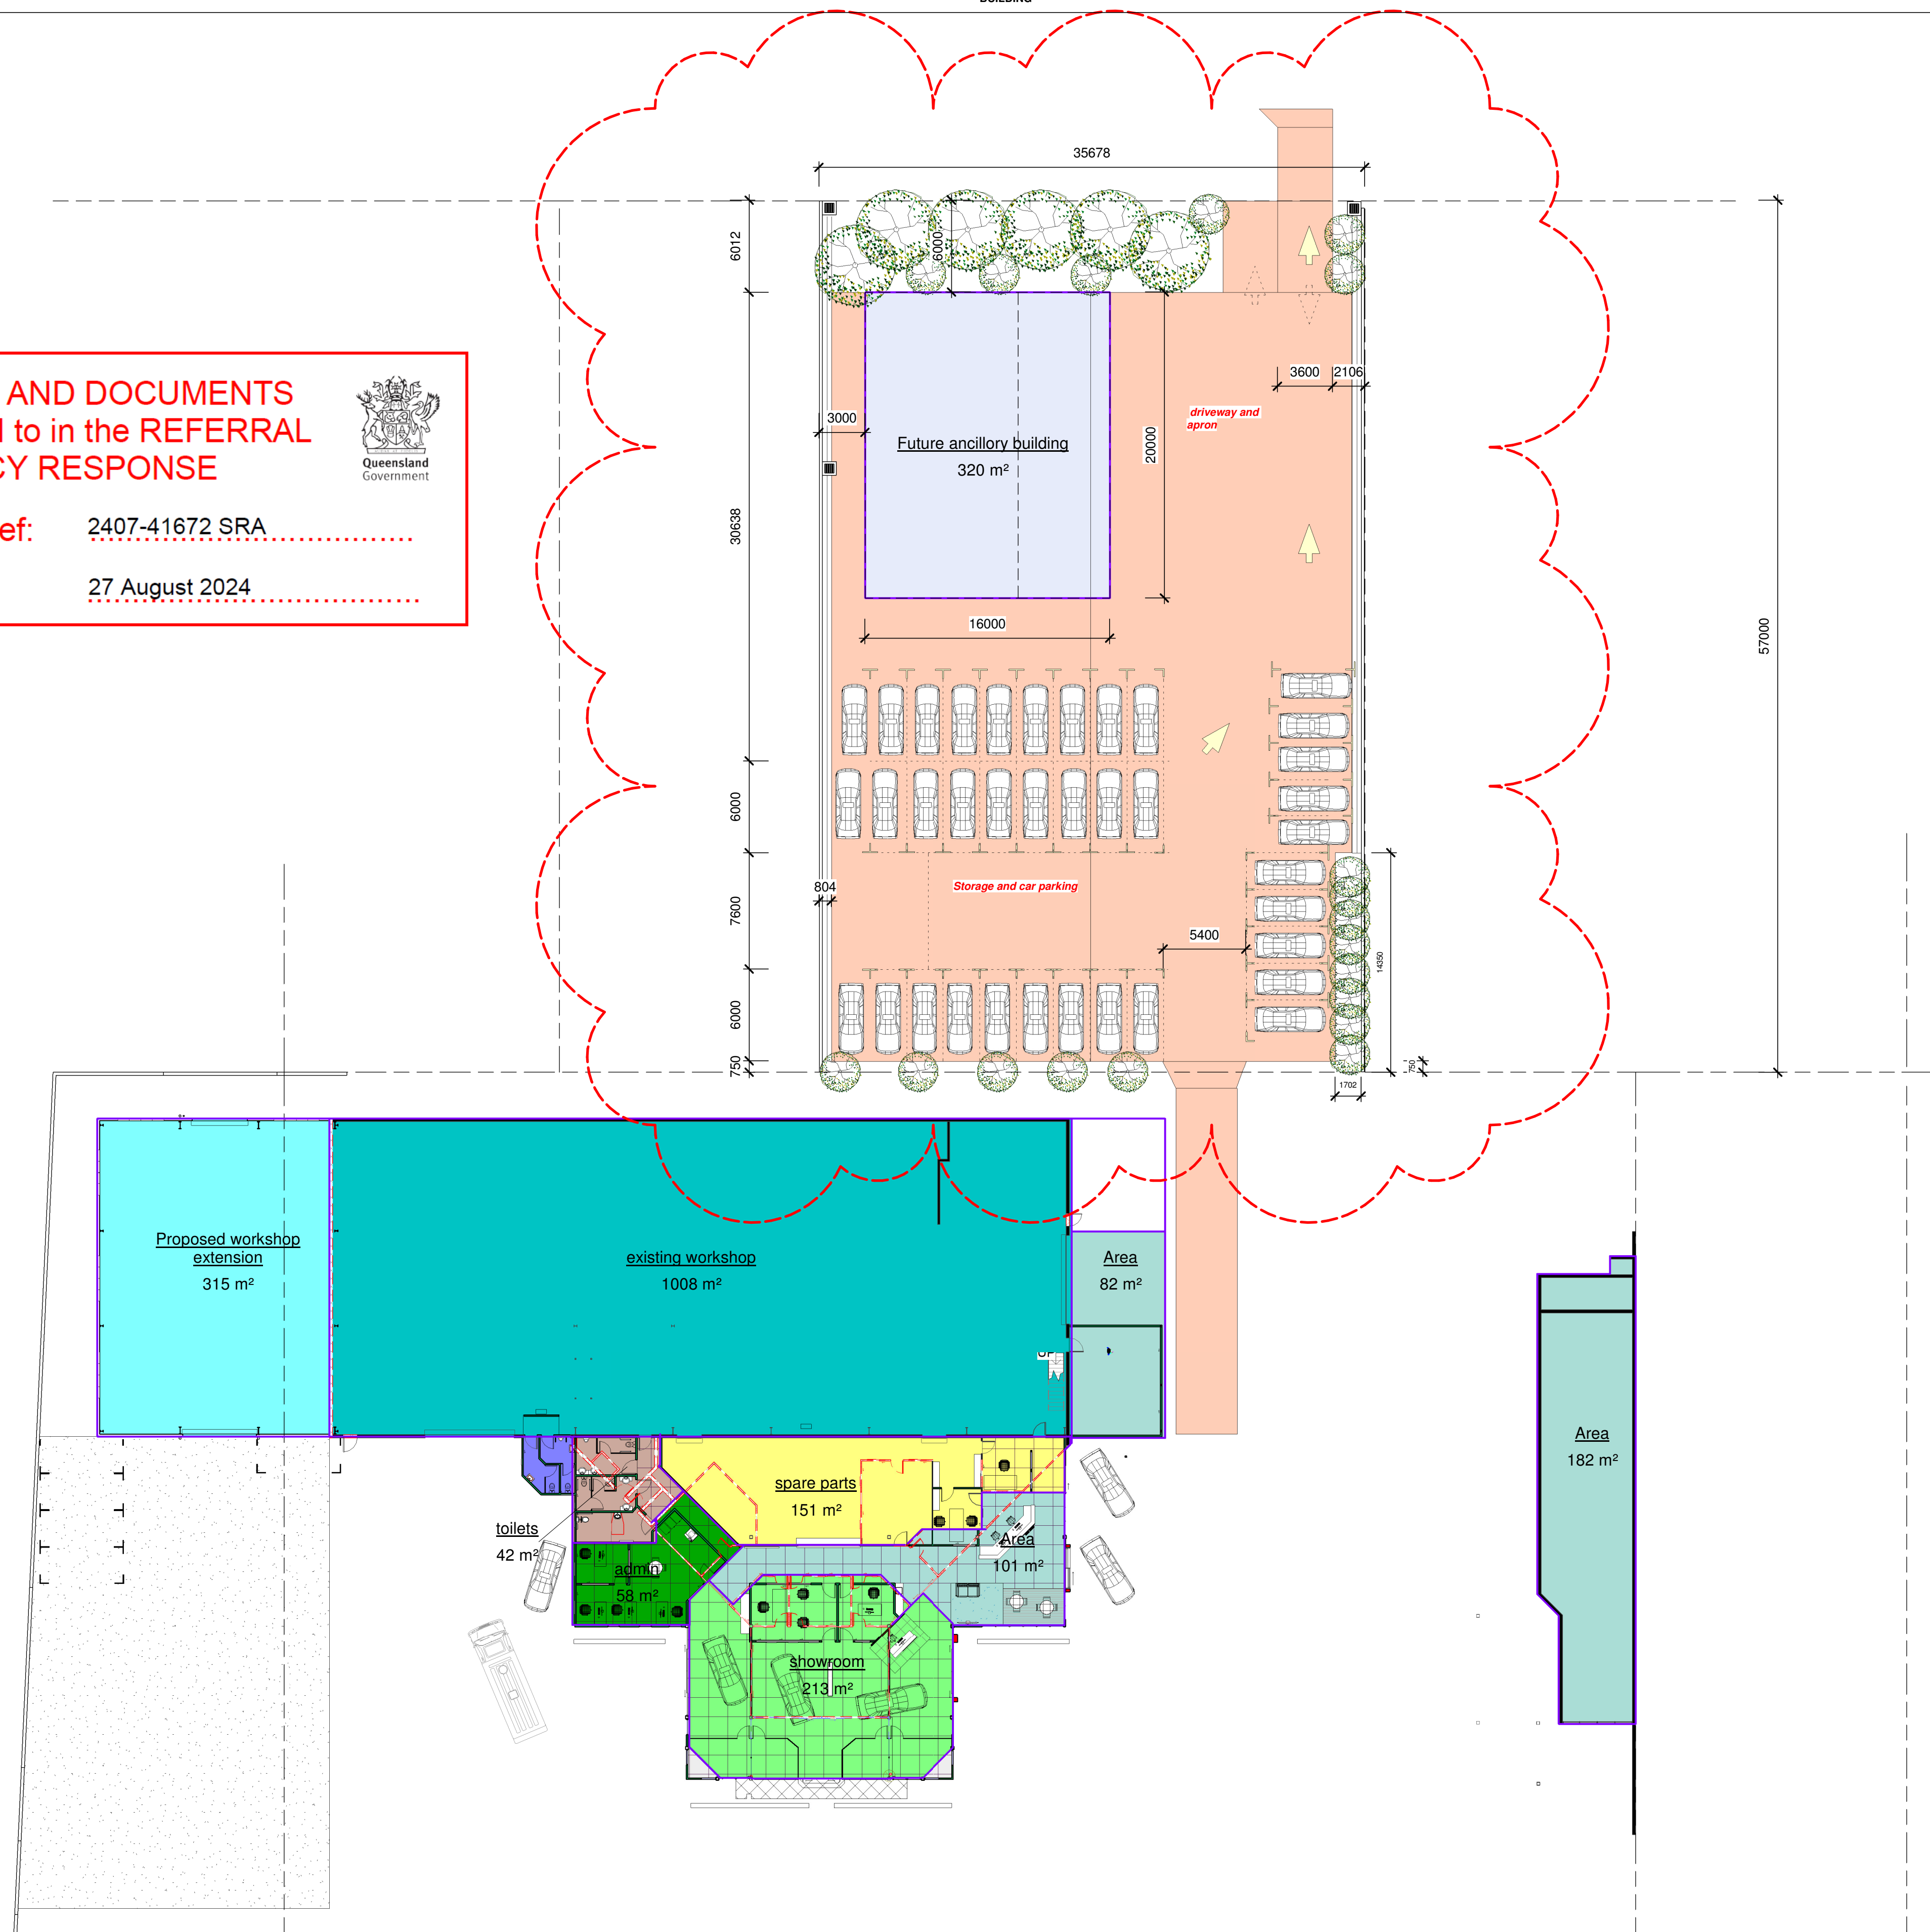 35678
6012
6000
AND DOCUMENTS
to in the REFERRAL
CY RESPONSE
Queensland
Government
ef:
2407-41672 SRA
27 August 2024
3600
2106
driveway and
apron
3000
Future ancillory building
320 m²
20000
30638
16000
57000
6000
804
Storage and car parking
7600
5400
14350
6000
750
750
1702
Proposed workshop
extension
315 m²
existing workshop
1008 m²
Area
82 m²
Area
182 m²
spare parts
151 m²
toilets
42 m²
Area
101 m²
admin
58 m²
showroom
213 m²